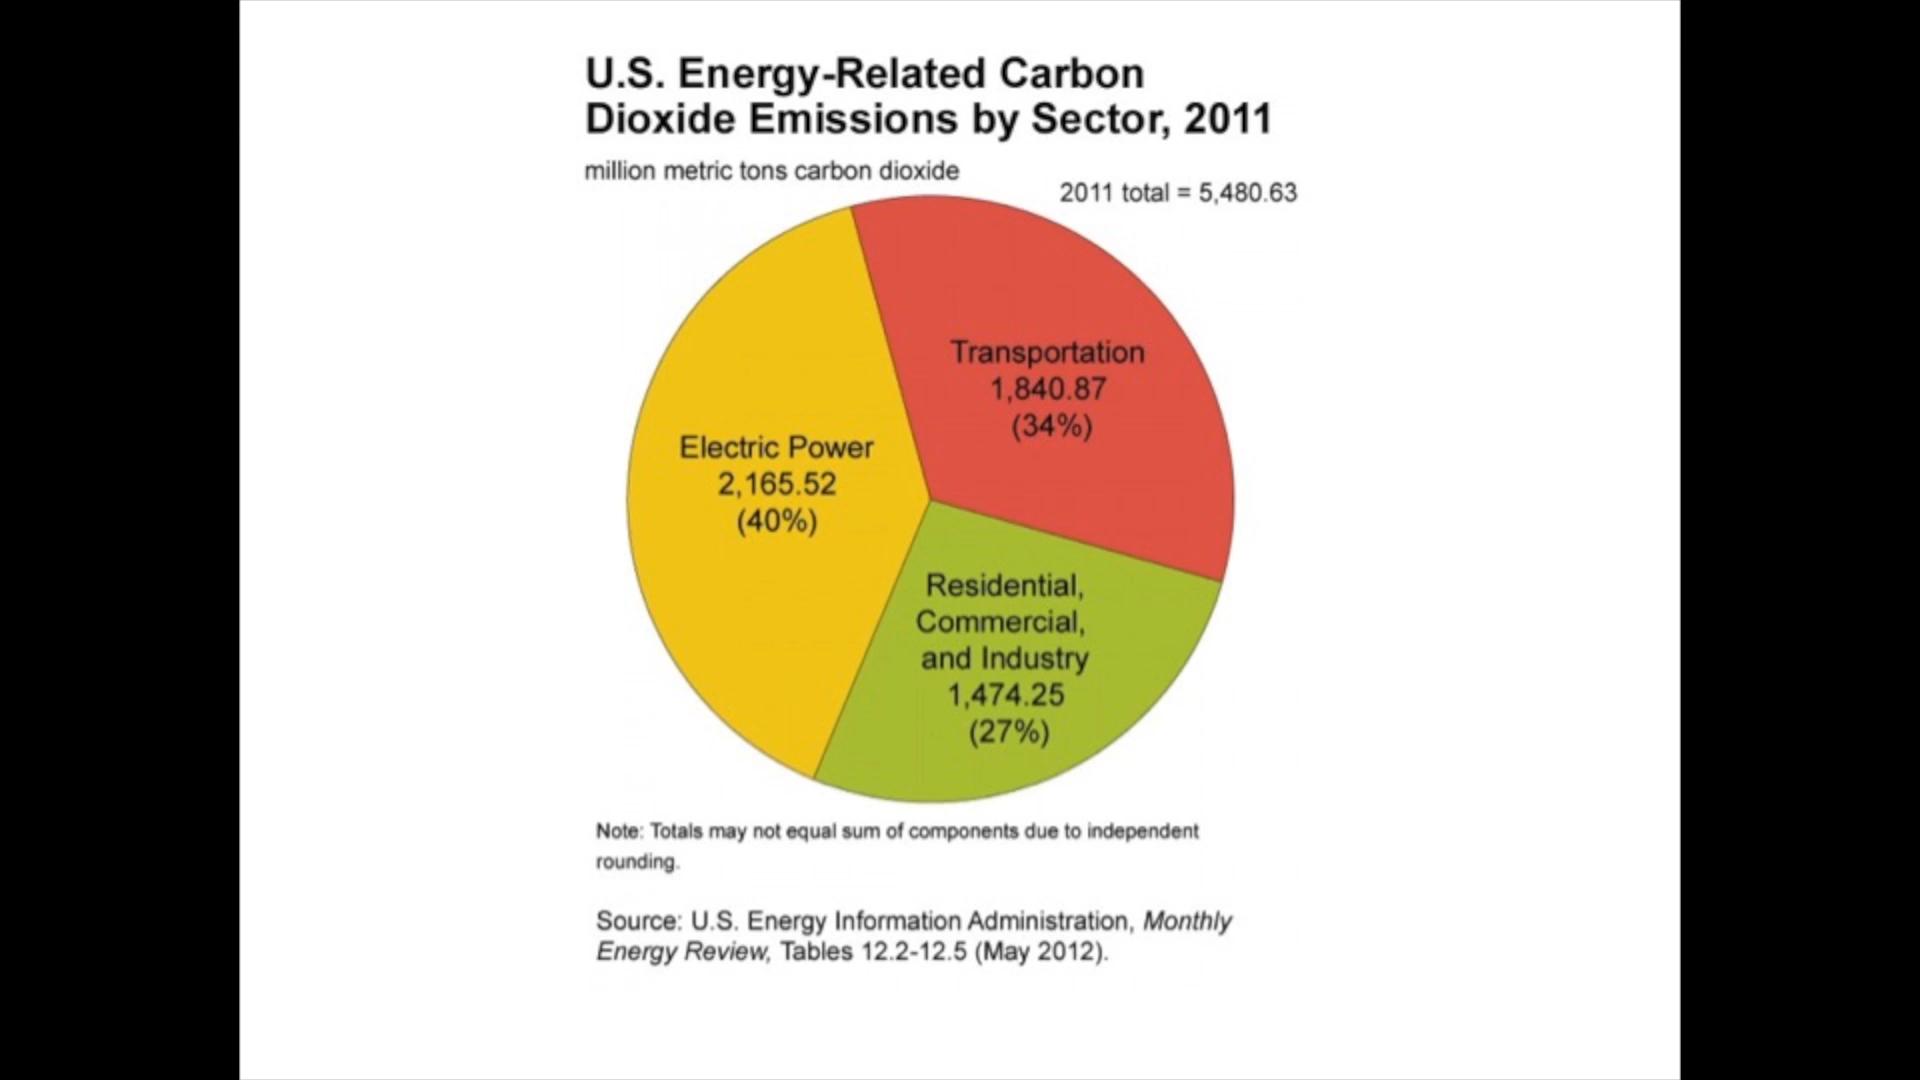 U.S. Energy-Related Carbon
Dioxide Emissions by Sector, 2011
million metric tons carbon dioxide
2011 total = 5,480.63
Transportation
1,840.87
(34%)
Electric Power
2,165.52
(40%)
Residential,
Commercial,
and Industry
1,474.25
(27%)
Note: Totals may not equal sum of components due to independent
rounding.
Source: U.S. Energy Information Administration, Monthly
Energy Review, Tables 12.2-12.5 (May 2012).